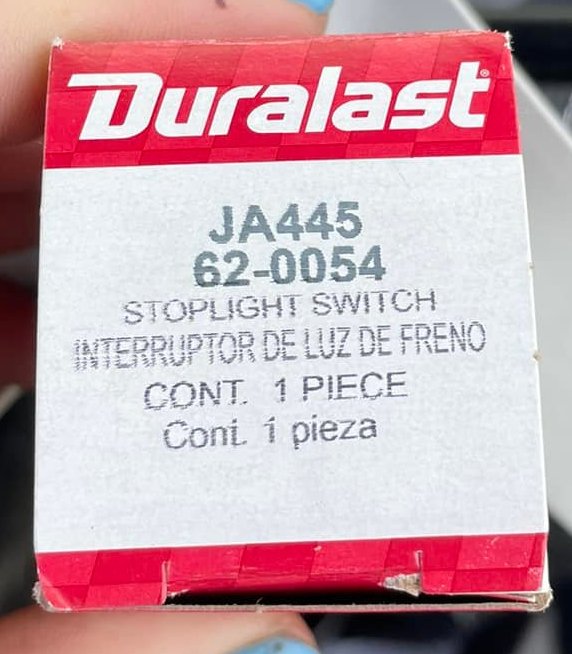 Duralast®
JA445
62-0054
STOPLIGHT SWITCH
INTERRUPTOR DE LUZ DE FRENO
CONT. 1 PIECE
Cont. 1 pieza